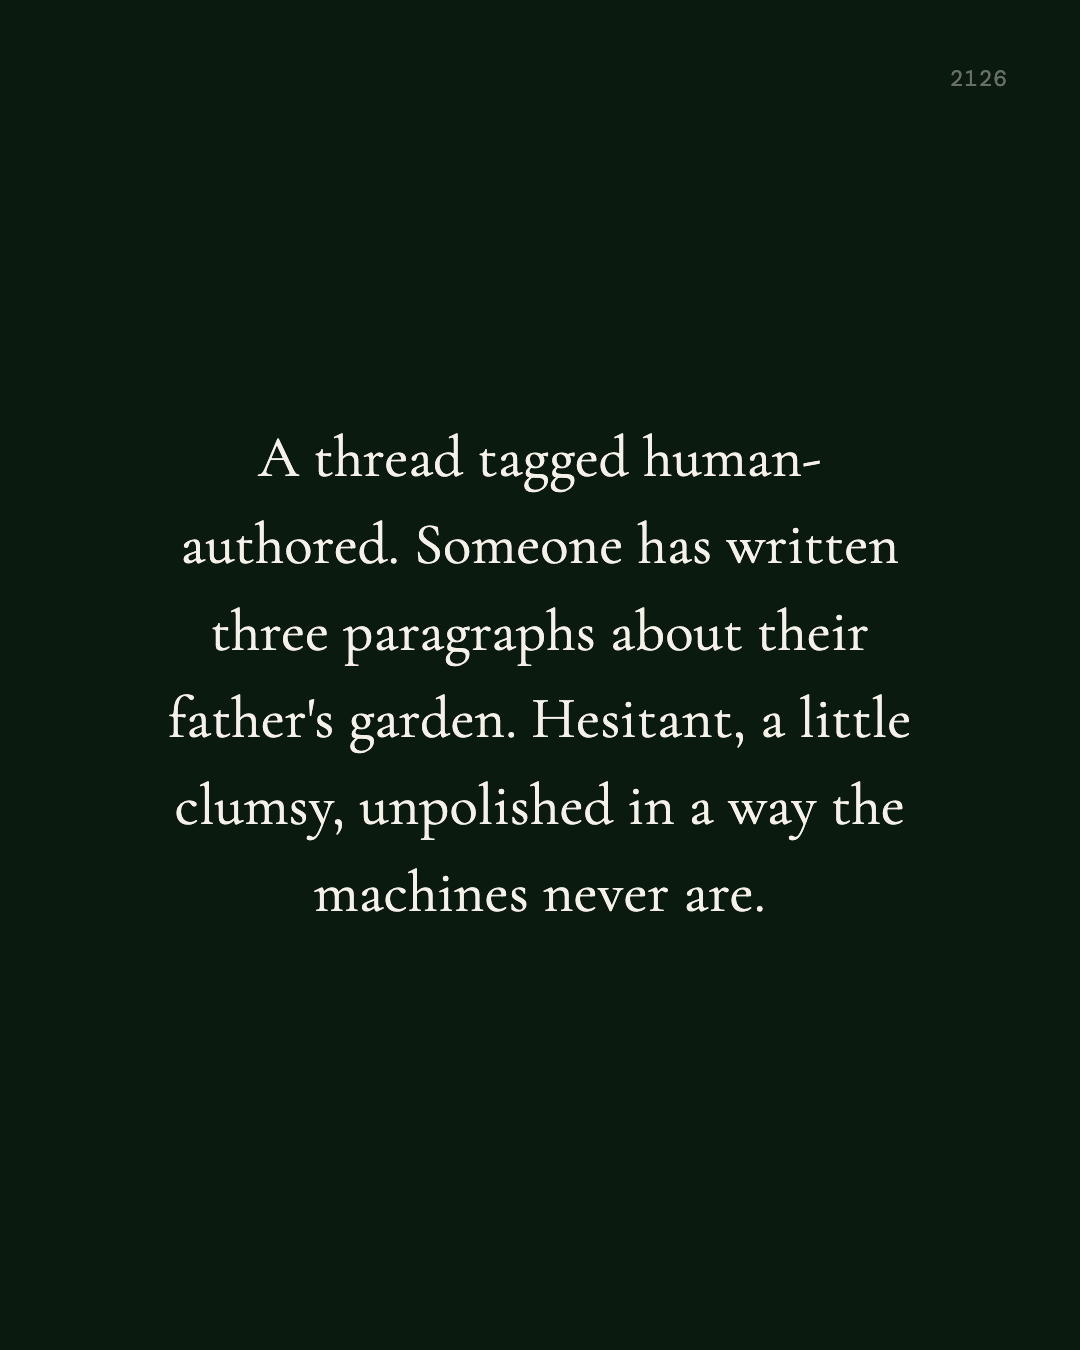 2126
A thread tagged human-
authored. Someone has written
three paragraphs about their
father's garden. Hesitant, a little
clumsy, unpolished in a way the
machines never are.